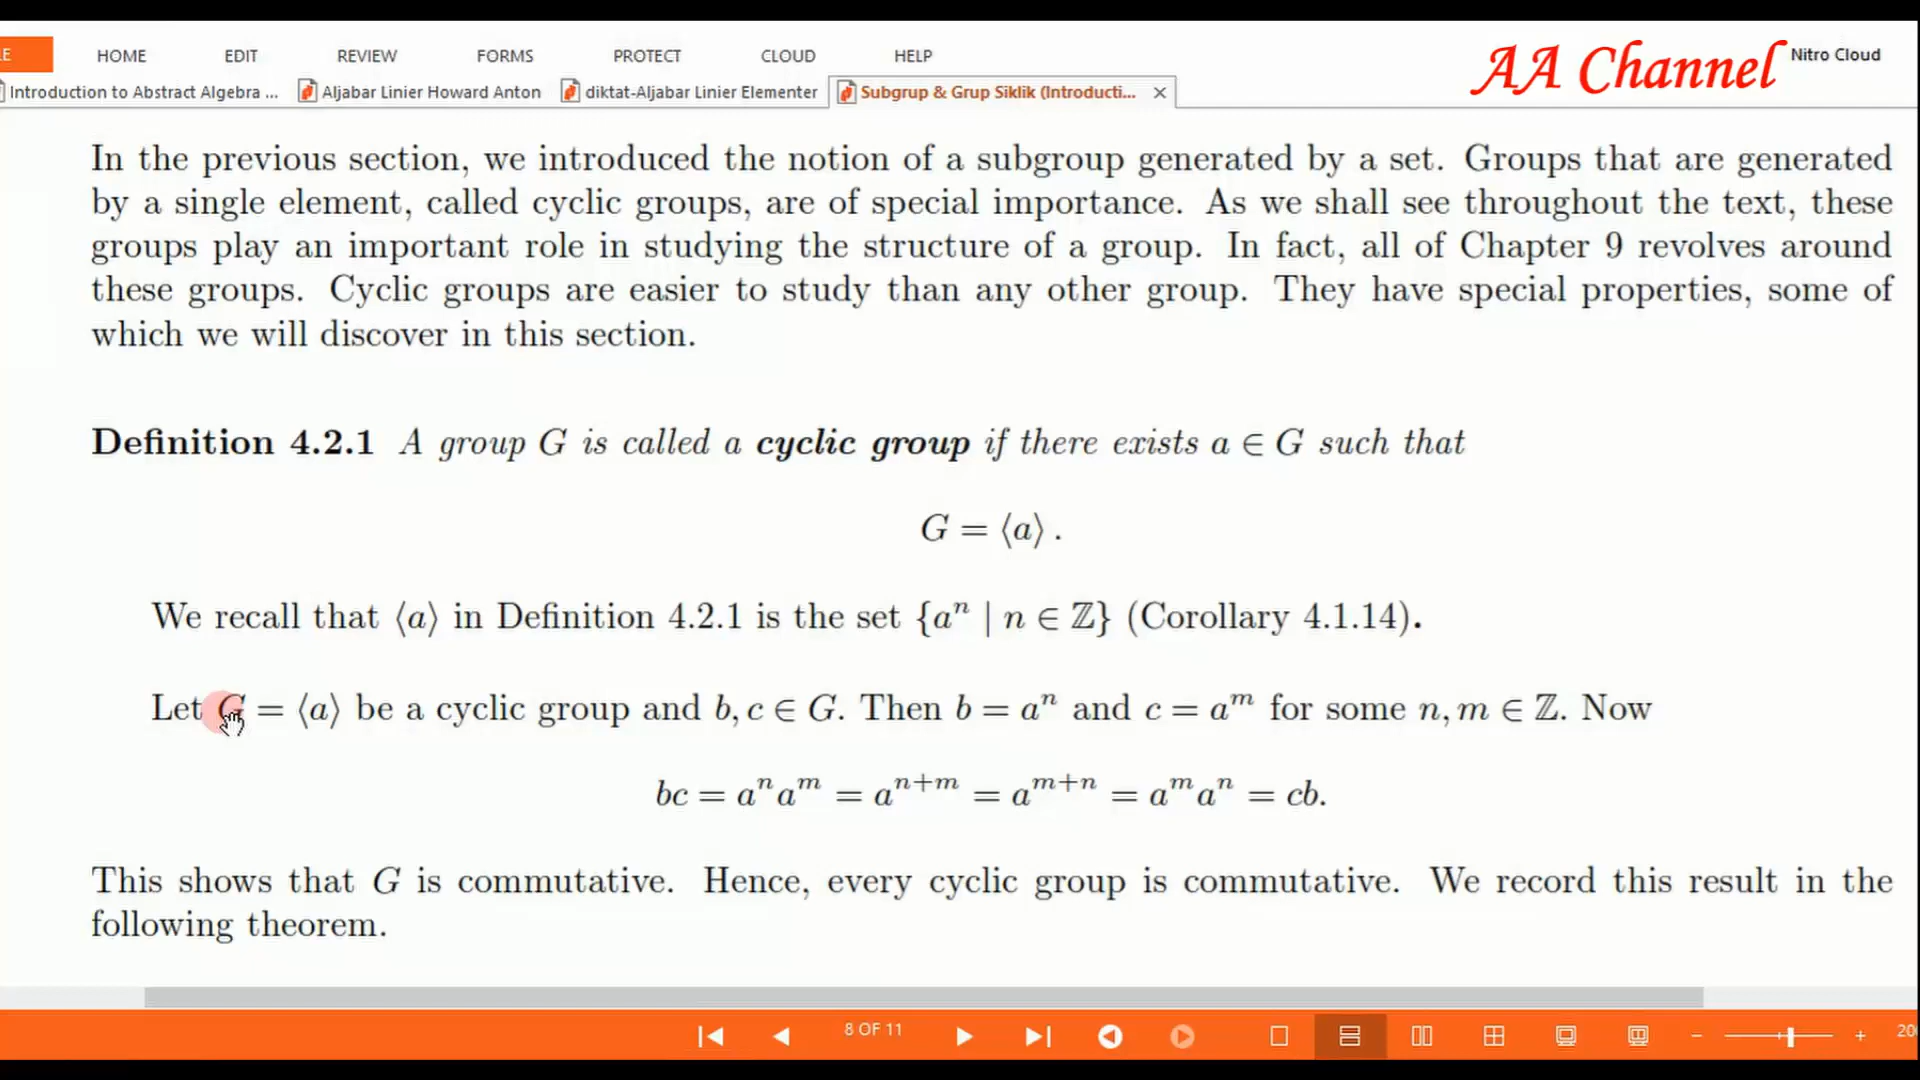 E HOME EDIT REVIEW FORMS PROTECT CLOUD HELP AA Channel Nitro Cloud
Introduction to Abstract Algebra ... Aljabar Linier Howard Anton diktat-Aljabar Linier Elementer Subgrup & Grup Siklik (Introducti... ×
In the previous section, we introduced the notion of a subgroup generated by a set. Groups that are generated
by a single element, called cyclic groups, are of special importance. As we shall see throughout the text, these
groups play an important role in studying the structure of a group. In fact, all of Chapter 9 revolves around
these groups. Cyclic groups are easier to study than any other group. They have special properties, some of
which we will discover in this section.
Definition 4.2.1 A group G is called a cyclic group if there exists a ∈ G such that
G = ⟨a⟩ .
We recall that ⟨a⟩ in Definition 4.2.1 is the set {aⁿ | n ∈ ℤ} (Corollary 4.1.14).
Let G = ⟨a⟩ be a cyclic group and b, c ∈ G. Then b = aⁿ and c = aᵐ for some n, m ∈ ℤ. Now
bc = aⁿaᵐ = aⁿ⁺ᵐ = aᵐ⁺ⁿ = aᵐaⁿ = cb.
This shows that G is commutative. Hence, every cyclic group is commutative. We record this result in the
following theorem.
8 OF 11